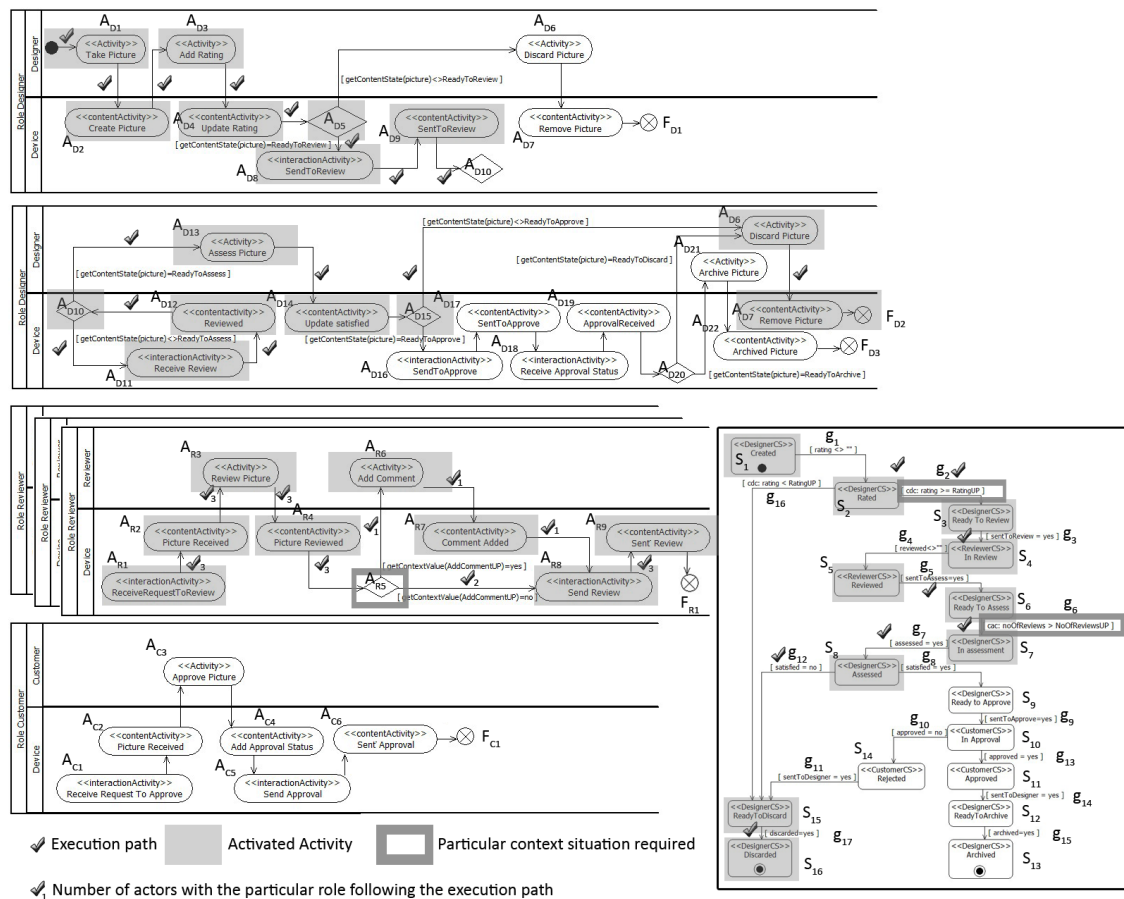 A_D1
A_D3
A_D6
<<Activity>>
Take Picture
<<Activity>>
Add Rating
<<Activity>>
Discard Picture
Role Designer
Designer
Device
[ getContentState(picture)<>ReadyToReview ]
<<contentActivity>>
Create Picture
A_D2
A_D4
<<contentActivity>>
Update Rating
A_D5
A_D9
<<contentActivity>>
SentToReview
A_D7
<<contentActivity>>
Remove Picture
F_D1
[ getContentState(picture)=ReadyToReview ]
A_D8
<<interactionActivity>>
SendToReview
A_D10
Role Designer
Designer
Device
A_D13
<<Activity>>
Assess Picture
[ getContentState(picture)=ReadyToAssess ]
[ getContentState(picture)<>ReadyToApprove ]
A_D6
<<Activity>>
Discard Picture
[ getContentState(picture)=ReadyToDiscard ]
A_D21
<<Activity>>
Archive Picture
A_D10
A_D12
<<contentActivity>>
Reviewed
A_D14
<<contentActivity>>
Update satisfied
A_D15
A_D17
<<contentActivity>>
SentToApprove
A_D19
<<contentActivity>>
ApprovalReceived
A_D22
A_D7
<<contentActivity>>
Remove Picture
F_D2
[ getContentState(picture)<>ReadyToAssess ]
[ getContentState(picture)=ReadyToApprove ]
<<contentActivity>>
Archived Picture
F_D3
A_D11
<<interactionActivity>>
Receive Review
A_D16
<<interactionActivity>>
SendToApprove
A_D18
<<interactionActivity>>
Receive Approval Status
A_D20
[ getContentState(picture)=ReadyToArchive ]
Role Reviewer
Role Reviewer
Role Reviewer
Reviewer
Device
A_R3
<<Activity>>
Review Picture
3
A_R6
<<Activity>>
Add Comment
1
A_R2
<<contentActivity>>
Picture Received
3
A_R4
<<contentActivity>>
Picture Reviewed
3
1
A_R7
<<contentActivity>>
Comment Added
1
A_R9
<<contentActivity>>
Sent' Review
3
A_R1
<<interactionActivity>>
ReceiveRequestToReview
A_R5
[getContextValue(AddCommentUP)=yes
2
[getContextValue(AddCommentUP)=no]
A_R8
<<interactionActivity>>
Send Review
F_R1
Role Customer
Customer
Device
A_C3
<<Activity>>
Approve Picture
A_C2
<<contentActivity>>
Picture Received
A_C4
<<contentActivity>>
Add Approval Status
A_C6
<<contentActivity>>
Sent' Approval
F_C1
A_C1
<<interactionActivity>>
Receive Request To Approve
A_C5
<<interactionActivity>>
Send Approval
<<DesignerCS>>
Created
S_1
g_1
[ rating <> "" ]
g_2
[ cdc: rating < RatingUP ]
g_16
<<DesignerCS>>
Rated
S_2
[ cdc: rating >= RatingUP ]
S_3
<<DesignerCS>>
Ready To Review
g_4
[ reviewed<>""
[ sentToReview = yes ]
g_3
<<ReviewerCS>>
In Review
S_4
S_5
<<ReviewerCS>>
Reviewed
g_5
[ sentToAssess=yes ]
<<DesignerCS>>
Ready To Assess
S_6
g_6
cac: noOfReviews > NoOfReviewsUP ]
g_7
[ assessed = yes ]
<<DesignerCS>>
In assessment
S_7
g_12
[ satisfied = no ]
S_8
<<DesignerCS>>
Assessed
g_8
[ satisfied = yes ]
<<DesignerCS>>
Ready to Approve
S_9
[ sentToApprove=yes ]
g_9
g_10
[ approved = no ]
<<CustomerCS>>
In Approval
S_10
[ approved = yes ]
g_13
S_14
<<CustomerCS>>
Rejected
g_11
[ sentToDesigner = yes ]
<<CustomerCS>>
Approved
S_11
[ sentToDesigner = yes ]
g_14
<<DesignerCS>>
ReadyToDiscard
S_15
<<DesignerCS>>
ReadyToArchive
S_12
[ discarded=yes
g_17
[ archived=yes ]
g_15
<<DesignerCS>>
Discarded
S_16
<<DesignerCS>>
Archived
S_13
Execution path
Activated Activity
Particular context situation required
1 Number of actors with the particular role following the execution path